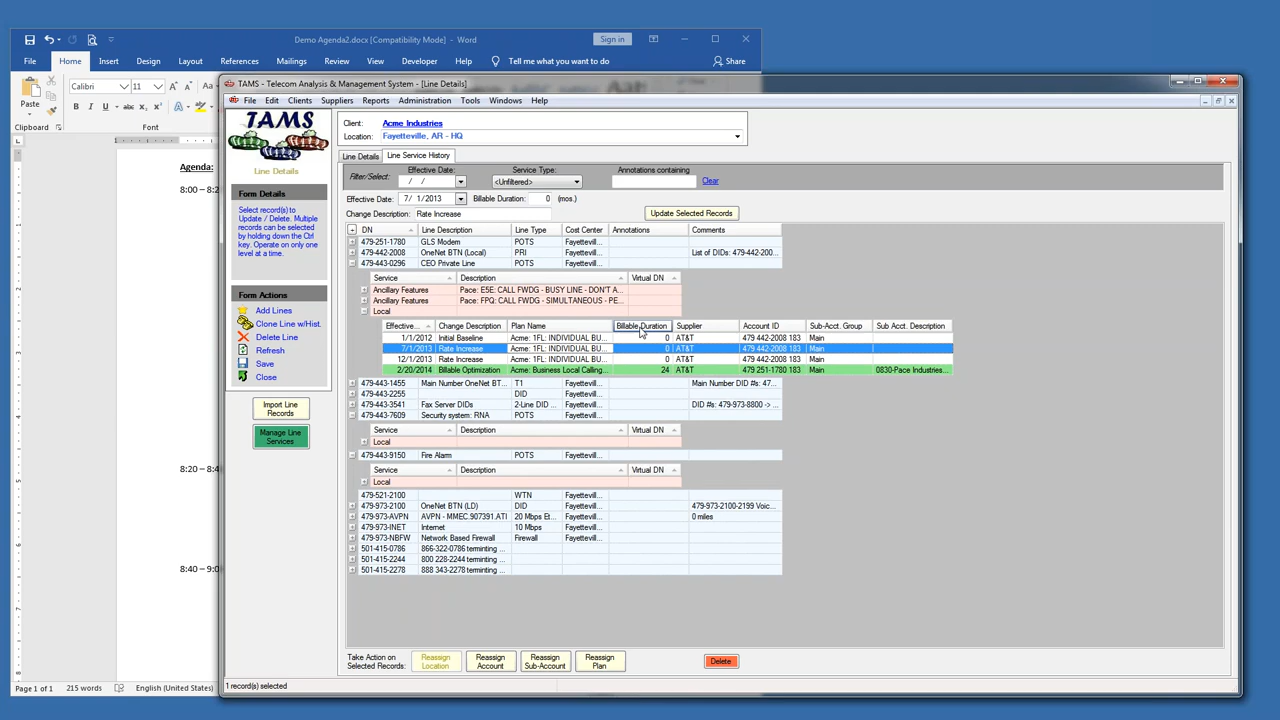 Demo Agenda2.docx [Compatibility Mode] - Word
Sign in
File Home Insert Design Layout References Mailings Review View Developer Help Tell me what you want to do Share
Paste
Calibri 11
Clipboard Font
TAMS - Telecom Analysis & Management System - [Line Details]
File Edit Clients Suppliers Reports Administration Tools Windows Help
TAMS
Line Details
Form Details
Select record(s) to
Update / Delete. Multiple
records can be selected
by holding down the Ctrl
key. Operate on only one
level at a time.
Form Actions
Add Lines
Clone Line w/Hist.
Delete Line
Refresh
Save
Close
Import Line
Records
Manage Line
Services
Client: Acme Industries
Location: Fayetteville, AR - HQ
Line Details Line Service History
Filter/Select: Effective Date: / / Service Type: <Unfiltered> Annotations containing Clear
Effective Date: 7/ 1/2013 Billable Duration: 0 (mos.)
Change Description: Rate Increase Update Selected Records
DN Line Description Line Type Cost Center Annotations Comments
479-251-1780 GLS Modem POTS Fayettevill...
479-442-2008 OneNet BTN (Local) PRI Fayettevill... List of DIDs: 479-442-200...
479-443-0296 CEO Private Line POTS Fayettevill...
Service Description Virtual DN
Ancillary Features Pace: E5E: CALL FWDG - BUSY LINE - DON'T A...
Ancillary Features Pace: FPQ: CALL FWDG - SIMULTANEOUS - PE...
Local
Effective... Change Description Plan Name Billable Duration Supplier Account ID Sub-Acct. Group Sub Acct. Description
1/1/2012 Initial Baseline Acme: 1FL: INDIVIDUAL BU... 0 AT&T 479 442-2008 183 Main
7/1/2013 Rate Increase Acme: 1FL: INDIVIDUAL BU... 0 AT&T 479 442-2008 183 Main
12/1/2013 Rate Increase Acme: 1FL: INDIVIDUAL BU... 0 AT&T 479 442-2008 183 Main
2/20/2014 Billable Optimization Acme: Business Local Calling... 24 AT&T 479 251-1780 183 Main 0830-Pace Industries...
479-443-1455 Main Number OneNet BT... T1 Fayettevill... Main Number DID #s: 47...
479-443-2255 DID Fayettevill...
479-443-3541 Fax Server DIDs 2-Line DID ... Fayettevill... DID #s: 479-973-8800 -> ...
479-443-7609 Security system: RNA POTS Fayettevill...
Service Description Virtual DN
Local
479-443-9150 Fire Alarm POTS Fayettevill...
Service Description Virtual DN
Local
479-521-2100 WTN Fayettevill...
479-973-2100 OneNet BTN (LD) DID Fayettevill... 479-973-2100-2199 Voic...
479-973-AVPN AVPN - MMEC.907391.ATI 20 Mbps Et... Fayettevill... 0 miles
479-973-INET Internet 10 Mbps Fayettevill...
479-973-NBFW Network Based Firewall Firewall Fayettevill...
501-415-0786 866-322-0786 terminting ... Fayettevill...
501-415-2244 800 228-2244 terminting ... Fayettevill...
501-415-2278 888 343-2278 terminting ... Fayettevill...
Take Action on
Selected Records:
Reassign
Location
Reassign
Account
Reassign
Sub-Account
Reassign
Plan
Delete
1 record(s) selected
Agenda:
8:00 – 8:20
8:20 – 8:4
8:40 – 9:0
Page 1 of 1 215 words English (United States)